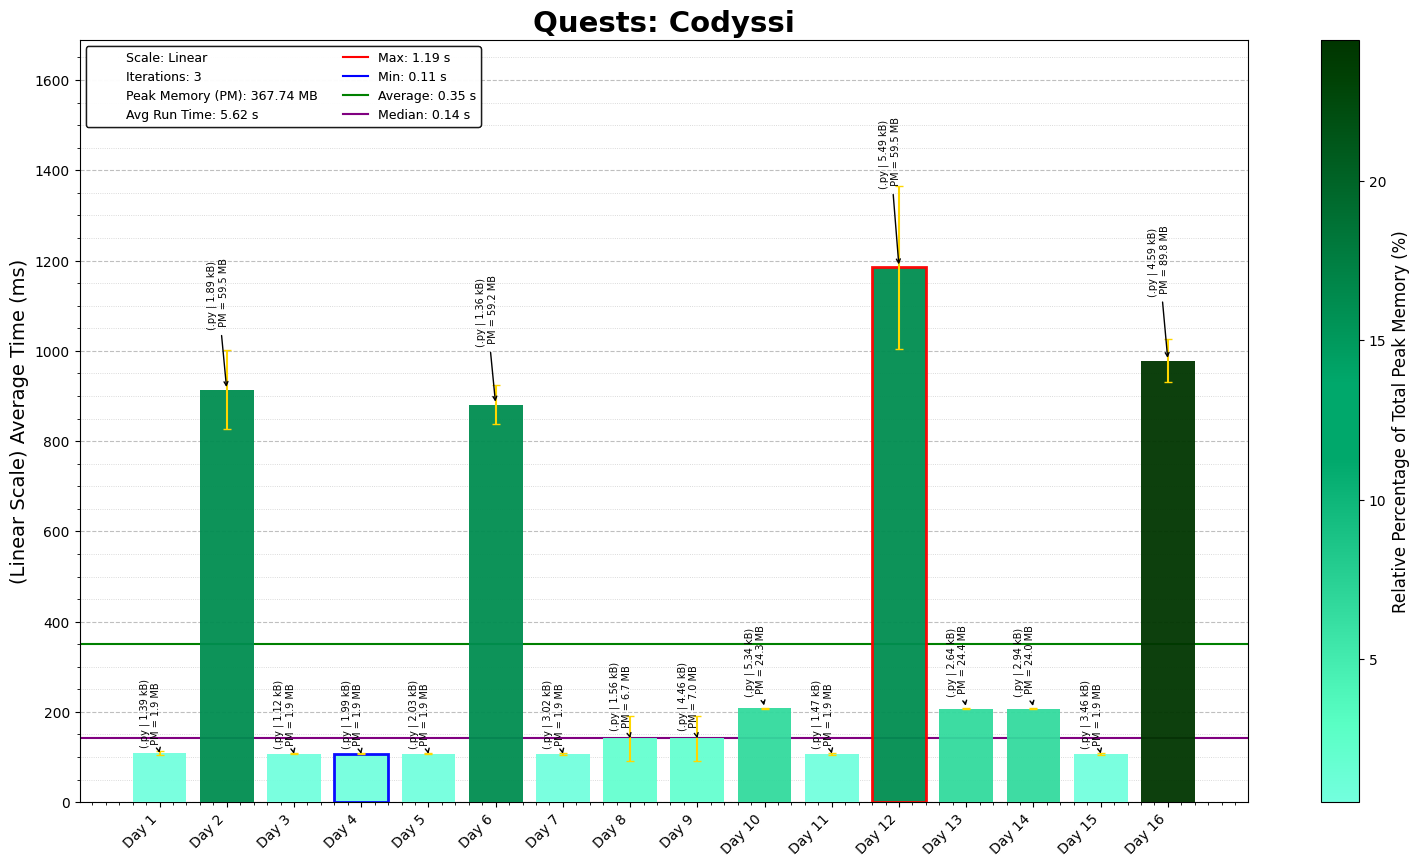 Quests: Codyssi
Scale: Linear
Iterations: 3
Peak Memory (PM): 367.74 MB
Avg Run Time: 5.62 s
Max: 1.19 s
Min: 0.11 s
Average: 0.35 s
Median: 0.14 s
(Linear Scale) Average Time (ms)
1600
1400
1200
1000
800
600
400
200
0
(.py | 1.39 kB)
PM = 1.9 MB
(.py | 1.89 kB)
PM = 59.5 MB
(.py | 1.12 kB)
PM = 1.9 MB
(.py | 1.99 kB)
PM = 1.9 MB
(.py | 2.03 kB)
PM = 1.9 MB
(.py | 1.36 kB)
PM = 59.2 MB
(.py | 3.02 kB)
PM = 1.9 MB
(.py | 1.56 kB)
PM = 6.7 MB
(.py | 4.46 kB)
PM = 7.0 MB
(.py | 5.34 kB)
PM = 24.3 MB
(.py | 1.47 kB)
PM = 1.9 MB
(.py | 5.49 kB)
PM = 59.5 MB
(.py | 2.64 kB)
PM = 24.4 MB
(.py | 2.94 kB)
PM = 24.0 MB
(.py | 3.46 kB)
PM = 1.9 MB
(.py | 4.59 kB)
PM = 89.8 MB
Day 1
Day 2
Day 3
Day 4
Day 5
Day 6
Day 7
Day 8
Day 9
Day 10
Day 11
Day 12
Day 13
Day 14
Day 15
Day 16
20
15
10
5
Relative Percentage of Total Peak Memory (%)